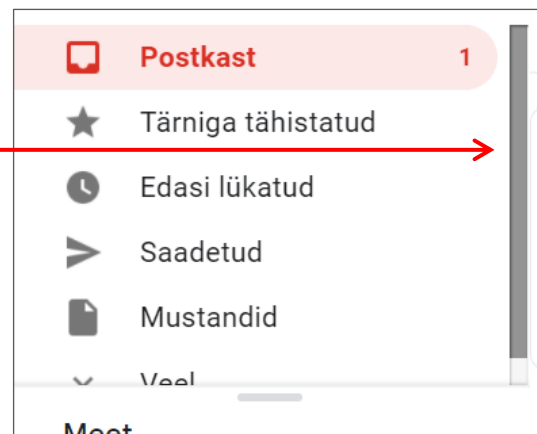 Postkast 1
Tärniga tähistatud
Edasi lükatud
Saadetud
Mustandid
Veel
Meet